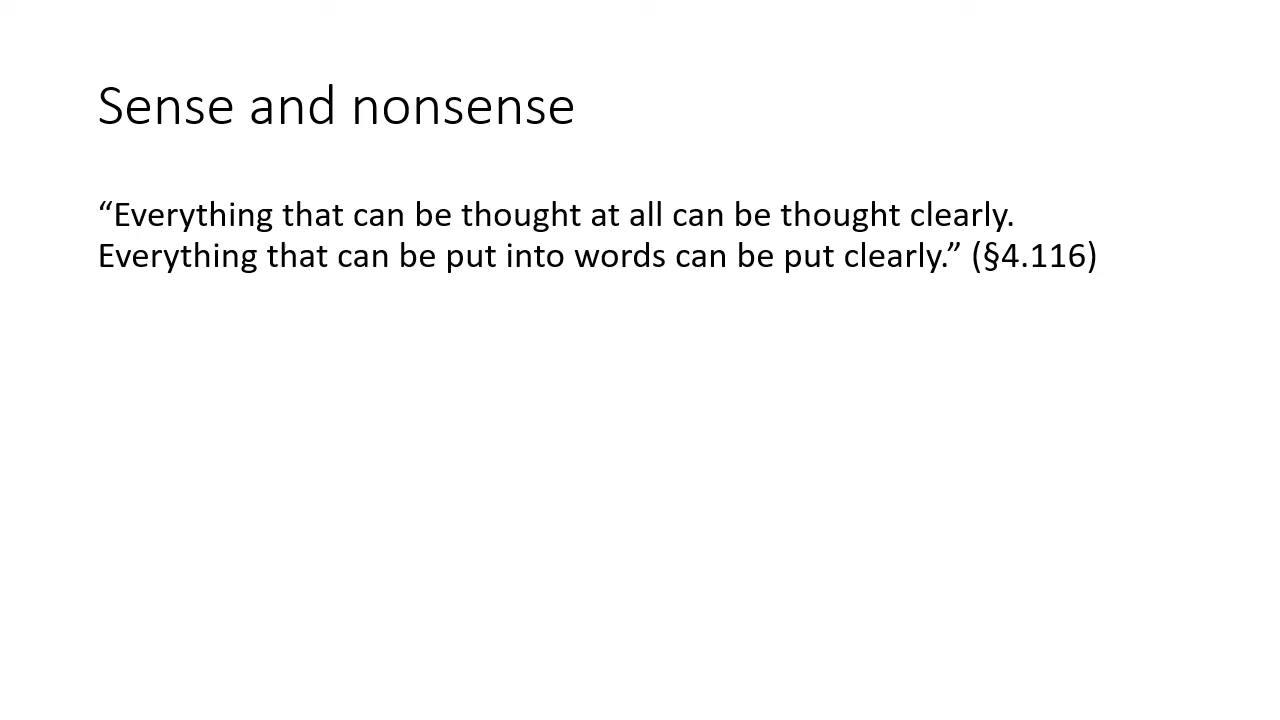 Sense and nonsense
“Everything that can be thought at all can be thought clearly.
Everything that can be put into words can be put clearly.” (§4.116)